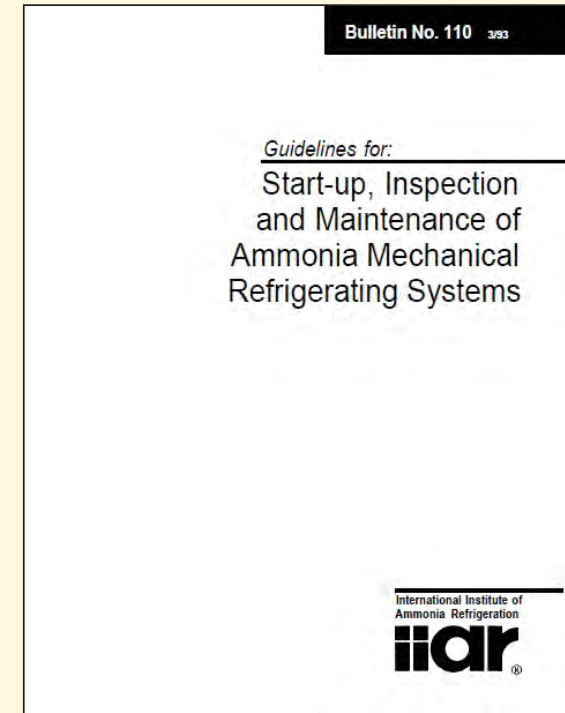 Bulletin No. 110 3/93
Guidelines for:
Start-up, Inspection
and Maintenance of
Ammonia Mechanical
Refrigerating Systems
International Institute of
Ammonia Refrigeration
iiar®